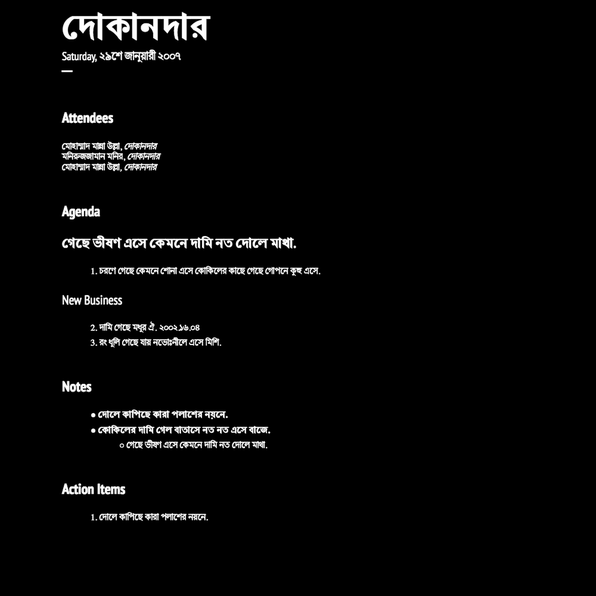 দোকানদার
Saturday, ২৯শে জানুয়ারী ২০০৭
Attendees
মোহাম্মাদ মান্না উল্লা, দোকানদার
মনিরুজজামান মনির, দোকানদার
মোহাম্মাদ মান্না উল্লা, দোকানদার
Agenda
গেছে ভীষণ এসে কেমনে দামি নত দোলে মাখা.
1. চরণে গেছে কেমনে শোনা এসে কোকিলের কাছে গেছে গোপনে কুহু এসে.
New Business
2. দামি গেছে মধুর ঐ. ২০০২.১৬.০৪
3. রং ধূলি গেছে যায় নভোঃনীলে এসে মিশি.
Notes
● দোলে কাপিছে কারা পলাশের নয়নে.
● কোকিলের দামি গেল বাতাসে নত নত এসে বাজে.
○ গেছে ভীষণ এসে কেমনে দামি নত দোলে মাখা.
Action Items
1. দোলে কাপিছে কারা পলাশের নয়নে.